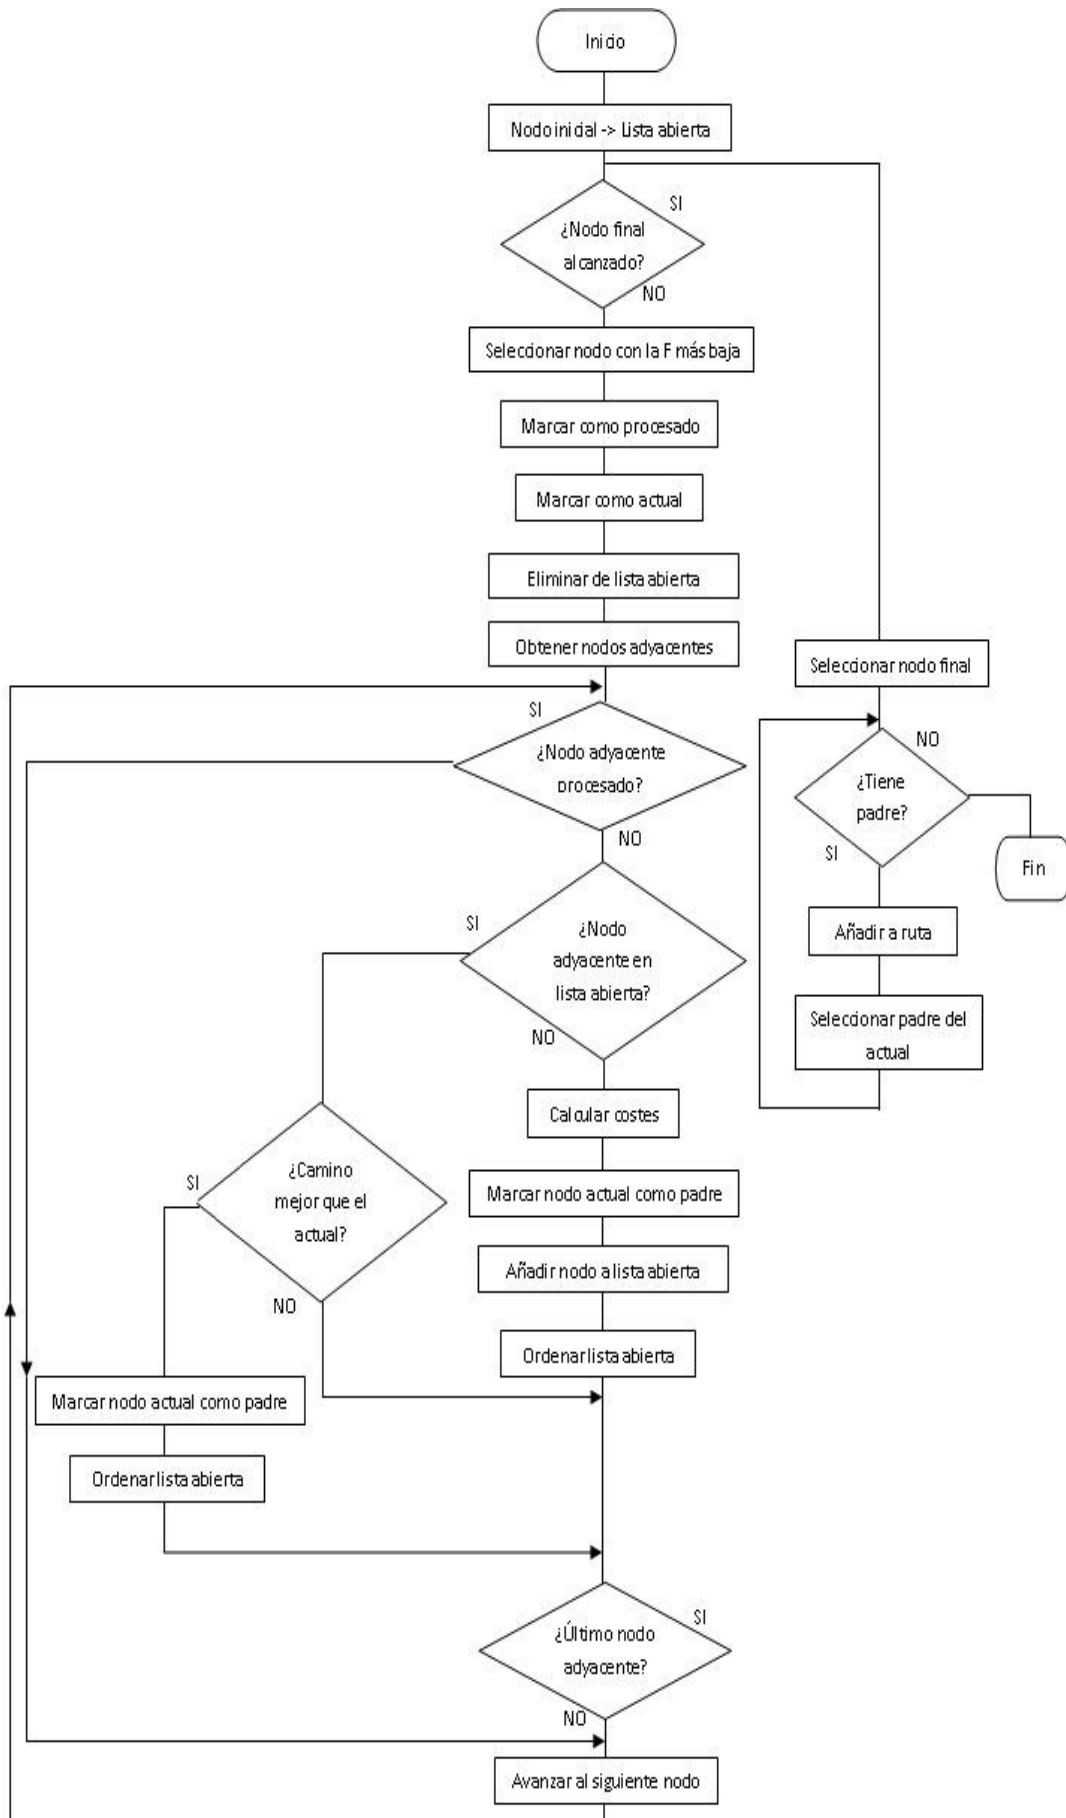 Inicio
Nodo inicial -> Lista abierta
SI
¿Nodo final
alcanzado?
NO
Seleccionar nodo con la F más baja
Marcar como procesado
Marcar como actual
Eliminar de lista abierta
Obtener nodos adyacentes
Seleccionar nodo final
SI
¿Nodo adyacente
procesado?
NO
NO
¿Tiene
padre?
SI
Fin
SI
¿Nodo
adyacente en
lista abierta?
NO
Añadir a ruta
Seleccionar padre del
actual
Calcular costes
SI
¿Camino
mejor que el
actual?
NO
Marcar nodo actual como padre
Añadir nodo a lista abierta
Ordenar lista abierta
Marcar nodo actual como padre
Ordenar lista abierta
SI
¿Último nodo
adyacente?
NO
Avanzar al siguiente nodo